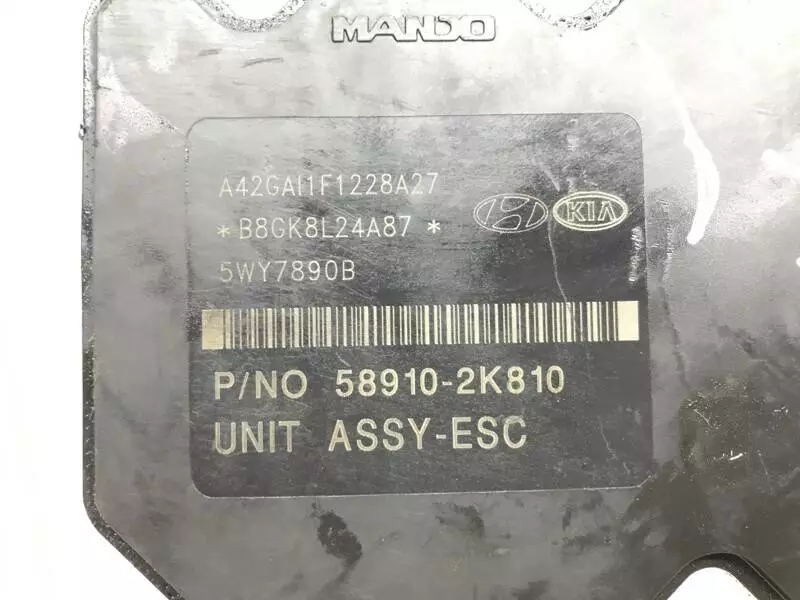 MANDO
A42GAI1F1228A27
*B8GK8L24A87 *
KIA
5WY7890B
P/NO 58910-2K810
UNIT ASSY-ESC